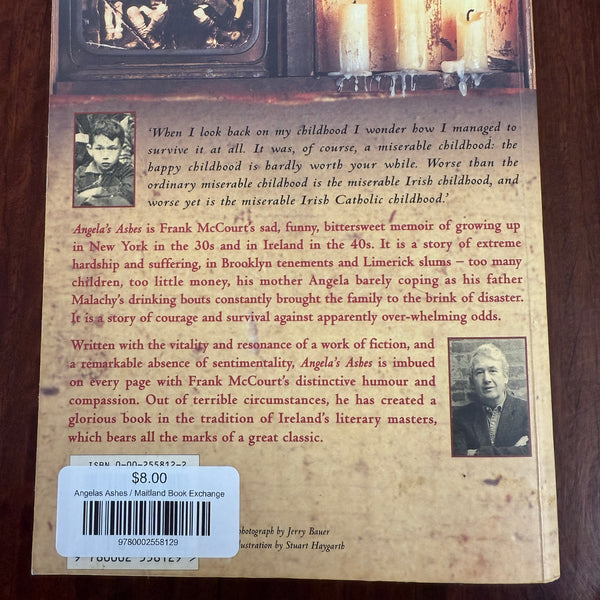 'When I look back on my childhood I wonder how I managed to
survive it at all. It was, of course, a miserable childhood: the
happy childhood is hardly worth your while. Worse than the
ordinary miserable childhood is the miserable Irish childhood, and
worse yet is the miserable Irish Catholic childhood.'
Angela's Ashes is Frank McCourt's sad, funny, bittersweet memoir of growing up
in New York in the 30s and in Ireland in the 40s. It is a story of extreme
hardship and suffering, in Brooklyn tenements and Limerick slums – too many
children, too little money, his mother Angela barely coping as his father
Malachy's drinking bouts constantly brought the family to the brink of disaster.
It is a story of courage and survival against apparently over-whelming odds.
Written with the vitality and resonance of a work of fiction, and
a remarkable absence of sentimentality, Angela's Ashes is imbued
on every page with Frank McCourt's distinctive humour and
compassion. Out of terrible circumstances, he has created a
glorious book in the tradition of Ireland's literary masters,
which bears all the marks of a great classic.
ISBN 0-00-255812-2
$8.00
Angelas Ashes / Maitland Book Exchange
9780002558129
photograph by Jerry Bauer
by Stuart Haygarth